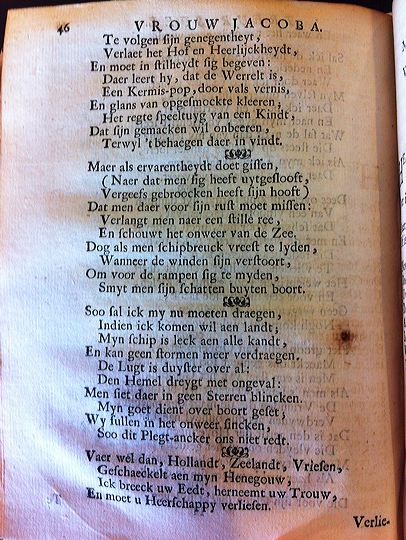 46 VROUW JACOBA.
Te volgen sijn genegentheyt,
Verlaet het Hof en Heerlijckheydt,
En moet in stilheydt sig begeven:
Daer leert hy, dat de Werrelt is,
Een Kermis-pop, door vals vernis,
En glans van opgesmockte kleeren;
Het regte speeltuyg van een Kindt,
Dat sijn gemacken wil onbeeren,
Terwyl 't behaegen daer in vindt.
Maer als ervarentheydt doet gissen,
( Naer dat men sig heeft uytgeslooft,
Vergeefs gebroocken heeft sijn hooft )
Dat men daer voor sijn rust moet missen:
Verlangt men naer een stille ree,
En schouwt het onweer van de Zee.
Dog als men schipbreuck vreest te lyden,
Wanneer de winden sijn verstoort,
Om voor de rampen sig te myden,
Smyt men sijn schatten buyten boort.
Soo sal ick my nu moeten draegen,
Indien ick komen wil aen landt;
Myn schip is leck aen alle kandt,
En kan geen stormen meer verdraegen.
De Lugt is duyster over al:
Den Hemel dreygt met ongeval:
Men siet daer in geen Sterren blincken.
Myn goet dient over boort geset;
Wy sullen in het onweer sincken,
Soo dit Plegt-ancker ons niet redt.
Vaer wel dan, Hollandt, Zeelandt, Vriesen,
Geschaeckelt aen myn Henegouw,
Ick breeck uw Eedt, herneemt uw Trouw,
En moet u Heerschappy verliesen.
Verlie-